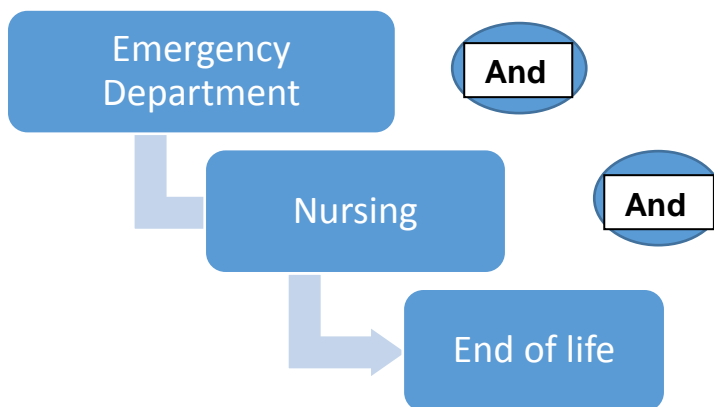 Emergency
Department
And
Nursing
And
End of life